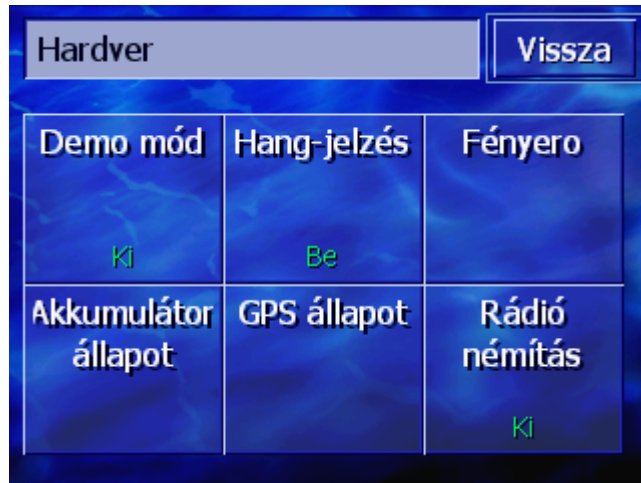 Hardver
Vissza
Demo mód
Hang-jelzés
Fényero
Ki
Be
Akkumulátor
állapot
GPS állapot
Rádió
némítás
Ki